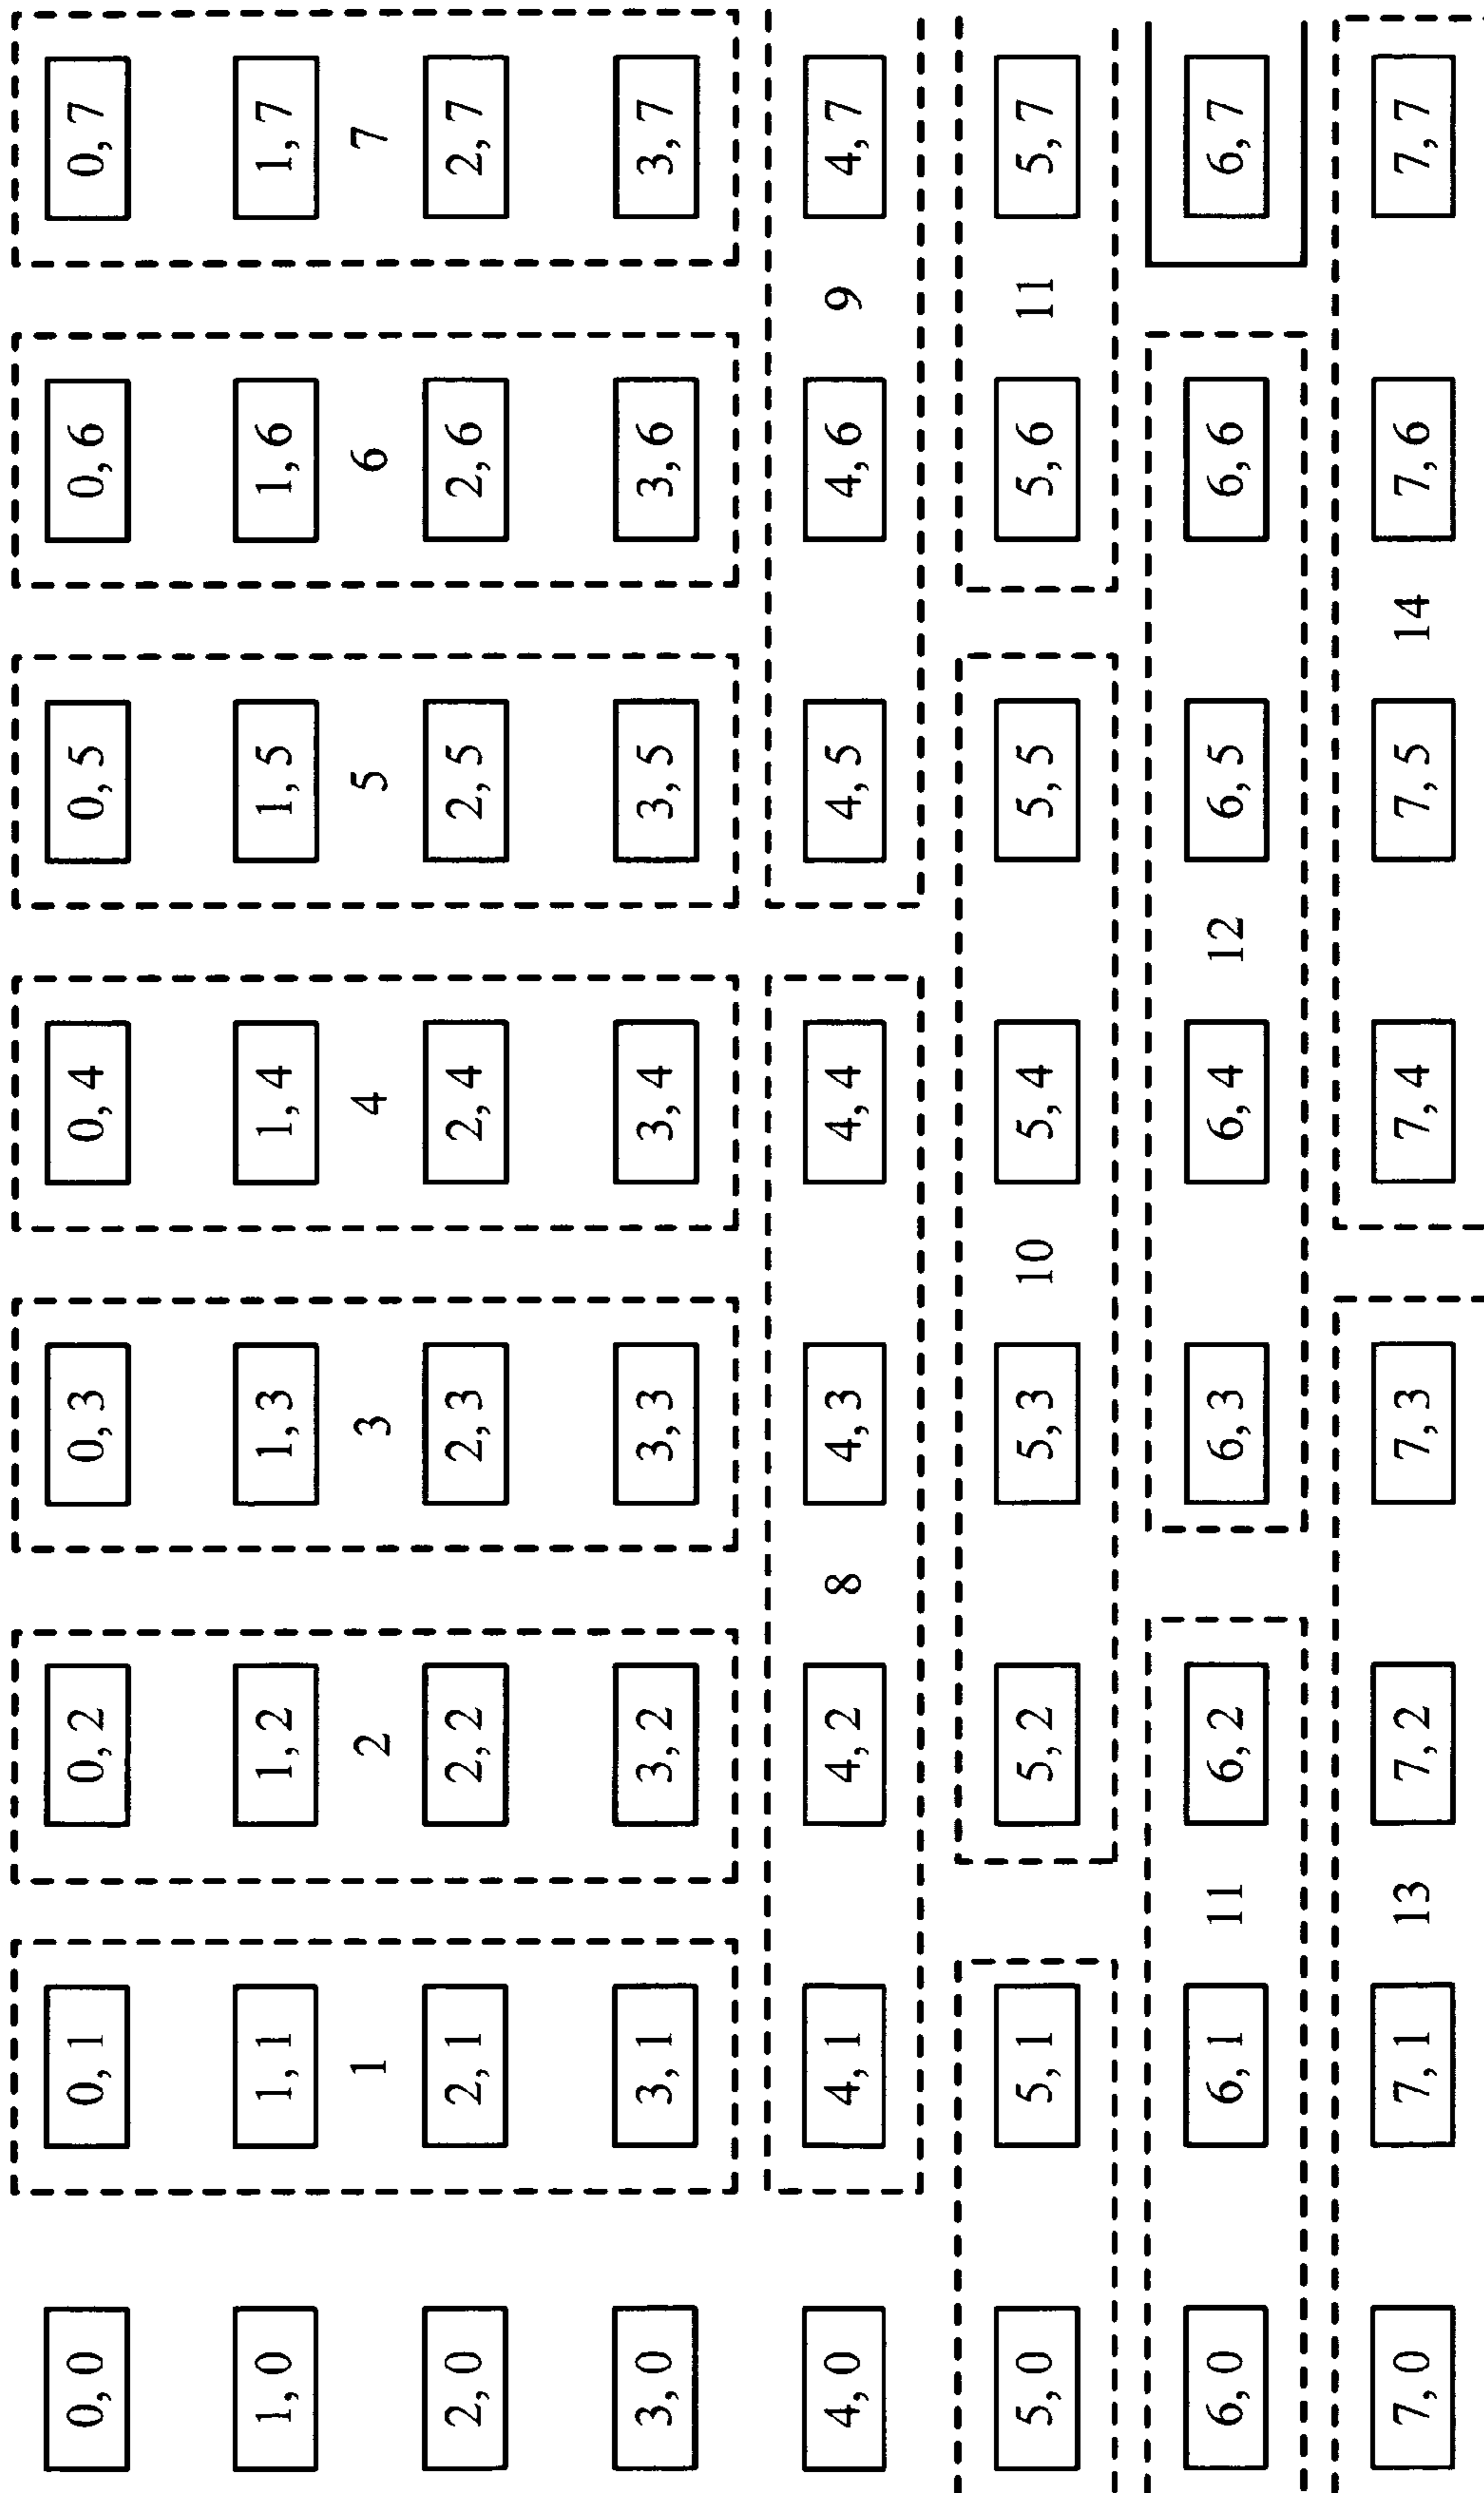 0, 0 0, 1 0, 2 0, 3 0, 4 0, 5 0, 6 0, 7
1, 0 1, 1 1, 2 1, 3 1, 4 1, 5 1, 6 1, 7
1 2 3 4 5 6 7
2, 0 2, 1 2, 2 2, 3 2, 4 2, 5 2, 6 2, 7
3, 0 3, 1 3, 2 3, 3 3, 4 3, 5 3, 6 3, 7
4, 0 4, 1 4, 2 8 4, 3 4, 4 4, 5 4, 6 9 4, 7
5, 0 5, 1 5, 2 5, 3 10 5, 4 5, 5 5, 6 11 5, 7
6, 0 6, 1 11 6, 2 6, 3 6, 4 12 6, 5 6, 6 6, 7
7, 0 7, 1 13 7, 2 7, 3 7, 4 7, 5 14 7, 6 7, 7